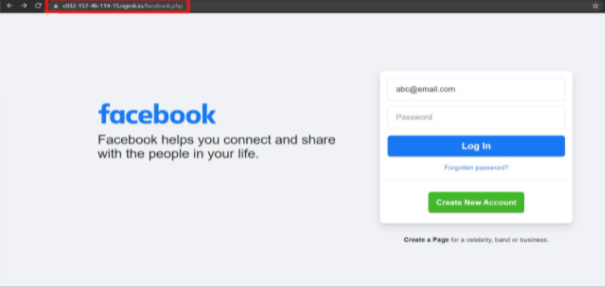 c032-157-46-114-15.ngrok.io/facebook.php
facebook
Facebook helps you connect and share
with the people in your life.
abc@email.com
Password
Log In
Forgotten password?
Create New Account
Create a Page for a celebrity, band or business.